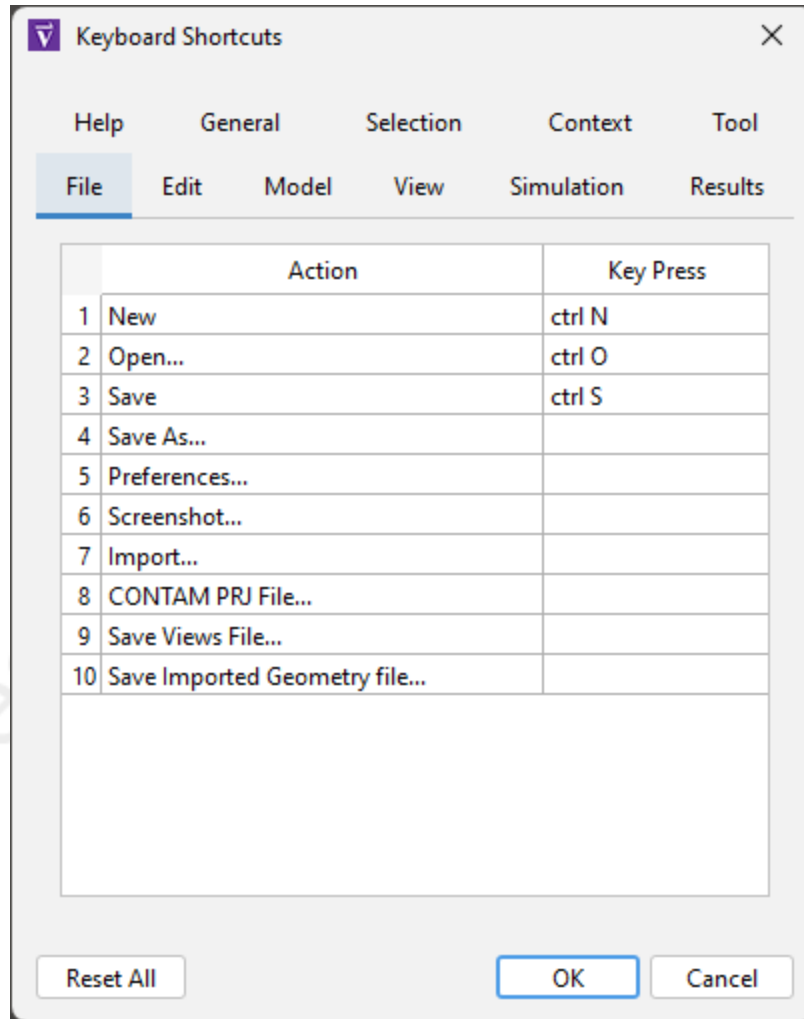 Keyboard Shortcuts
Help General Selection Context Tool
File Edit Model View Simulation Results
Action Key Press
1 New ctrl N
2 Open... ctrl O
3 Save ctrl S
4 Save As...
5 Preferences...
6 Screenshot...
7 Import...
8 CONTAM PRJ File...
9 Save Views File...
10 Save Imported Geometry file...
Reset All OK Cancel